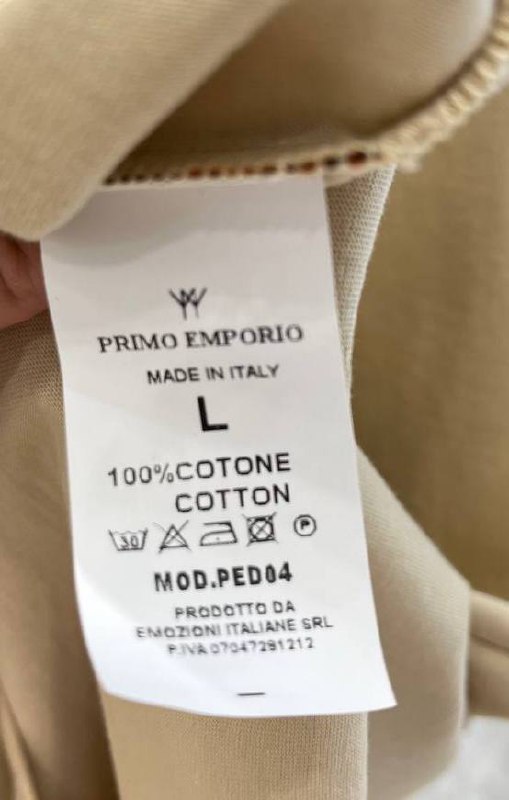 PRIMO EMPORIO
MADE IN ITALY
L
100%COTONE
COTTON
30 P
MOD.PED04
PRODOTTO DA
EMOZIONI ITALIANE SRL
P.IVA 07047291212